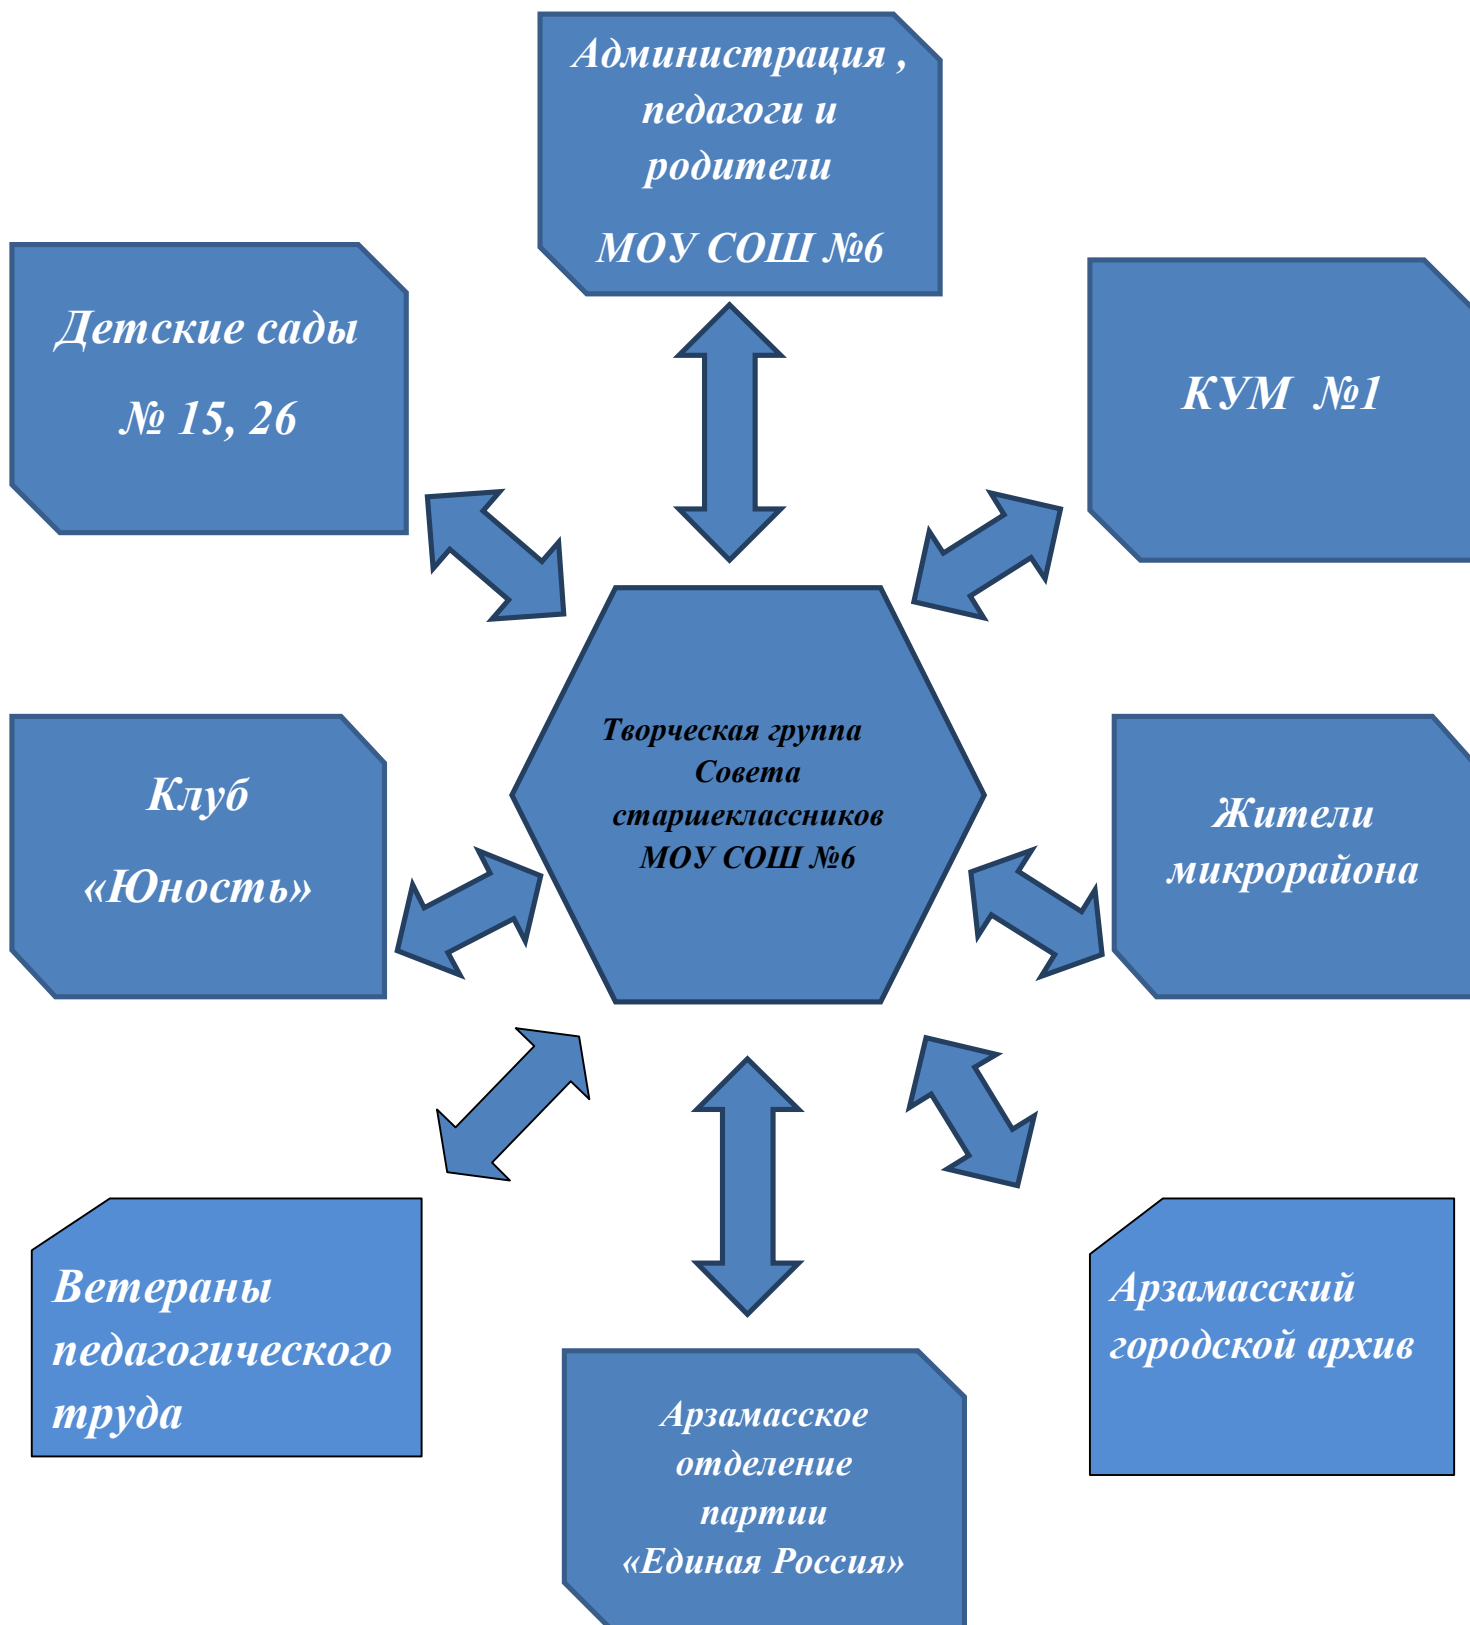 Администрация ,
педагоги и
родители
МОУ СОШ №6
Детские сады
№ 15, 26
КУМ №1
Творческая группа
Совета
старшеклассников
МОУ СОШ №6
Клуб
«Юность»
Жители
микрорайона
Ветераны
педагогического
труда
Арзамасский
городской архив
Арзамасское
отделение
партии
«Единая Россия»